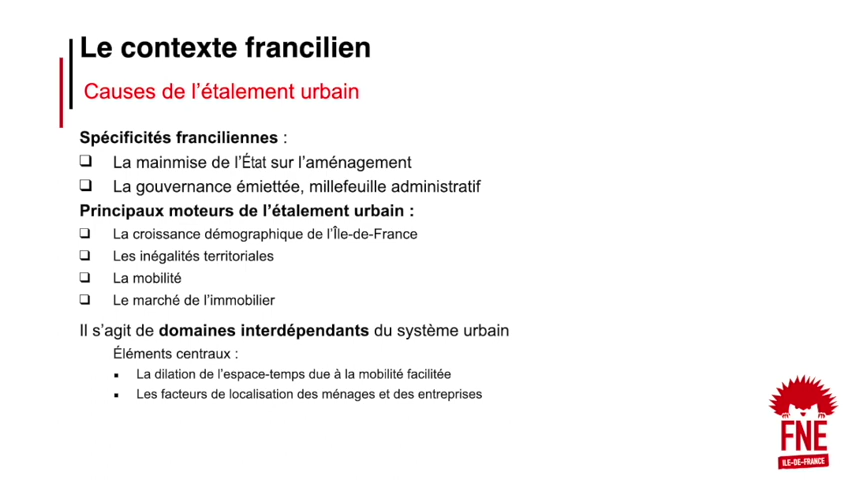 Le contexte francilien
Causes de l’étalement urbain
Spécificités franciliennes :
❑ La mainmise de l’État sur l’aménagement
❑ La gouvernance émiettée, millefeuille administratif
Principaux moteurs de l’étalement urbain :
❑ La croissance démographique de l’Île-de-France
❑ Les inégalités territoriales
❑ La mobilité
❑ Le marché de l’immobilier
Il s’agit de domaines interdépendants du système urbain
Éléments centraux :
▪ La dilation de l’espace-temps due à la mobilité facilitée
▪ Les facteurs de localisation des ménages et des entreprises
FNE
ILE-DE-FRANCE